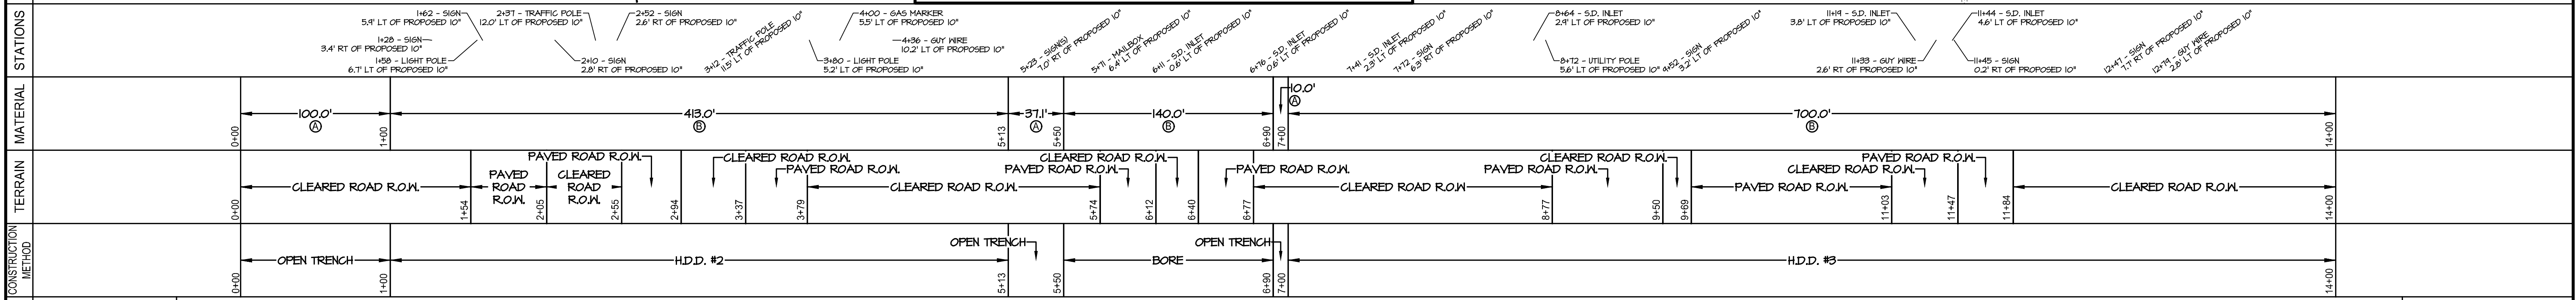 STATIONS
1+62 - SIGN
5.9' LT OF PROPOSED 10"
1+28 - SIGN
3.4' RT OF PROPOSED 10"
1+58 - LIGHT POLE
6.7' LT OF PROPOSED 10"
2+37 - TRAFFIC POLE
12.0' LT OF PROPOSED 10"
2+52 - SIGN
2.6' RT OF PROPOSED 10"
2+10 - SIGN
2.8' RT OF PROPOSED 10"
3+12 - TRAFFIC POLE
11.5' LT OF PROPOSED 10"
4+00 - GAS MARKER
5.5' LT OF PROPOSED 10"
4+36 - GUY WIRE
10.2' LT OF PROPOSED 10"
3+80 - LIGHT POLE
5.2' LT OF PROPOSED 10"
5+23 - SIGN(S)
7.0' RT OF PROPOSED 10"
5+71 - MAILBOX
6.4' LT OF PROPOSED 10"
6+11 - S.D. INLET
0.6' LT OF PROPOSED 10"
6+76 - S.D. INLET
0.6' LT OF PROPOSED 10"
7+41 - S.D. INLET
2.3' LT OF PROPOSED 10"
7+72 - SIGN
6.3' RT OF PROPOSED 10"
8+64 - S.D. INLET
2.9' LT OF PROPOSED 10"
8+72 - UTILITY POLE
5.6' LT OF PROPOSED 10"
9+52 - SIGN
3.2' LT OF PROPOSED 10"
11+19 - S.D. INLET
3.8' LT OF PROPOSED 10"
11+33 - GUY WIRE
2.6' RT OF PROPOSED 10"
11+44 - S.D. INLET
4.6' LT OF PROPOSED 10"
11+45 - SIGN
0.2' RT OF PROPOSED 10"
12+47 - SIGN
7.7' RT OF PROPOSED 10"
12+79 - GUY WIRE
2.8' LT OF PROPOSED 10"
MATERIAL
0+00
100.0'
A
1+00
413.0'
B
5+13
37.1'
A
5+50
140.0'
B
6+90
10.0'
A
7+00
700.0'
B
14+00
TERRAIN
0+00
CLEARED ROAD R.O.W.
1+54
PAVED
ROAD
R.O.W.
2+05
CLEARED
ROAD
R.O.W.
2+55
PAVED ROAD R.O.W.
2+94
CLEARED ROAD R.O.W.
3+37
PAVED ROAD R.O.W.
3+79
CLEARED ROAD R.O.W.
5+74
PAVED ROAD R.O.W.
6+12
CLEARED ROAD R.O.W.
6+40
PAVED ROAD R.O.W.
6+77
CLEARED ROAD R.O.W
8+77
PAVED ROAD R.O.W.
9+50
CLEARED ROAD R.O.W.
9+69
PAVED ROAD R.O.W.
11+03
CLEARED ROAD R.O.W.
11+47
PAVED ROAD R.O.W.
11+84
CLEARED ROAD R.O.W.
14+00
CONSTRUCTION
METHOD
0+00
OPEN TRENCH
1+00
H.D.D. #2
5+13
OPEN TRENCH
5+50
BORE
6+90
OPEN TRENCH
7+00
H.D.D. #3
14+00